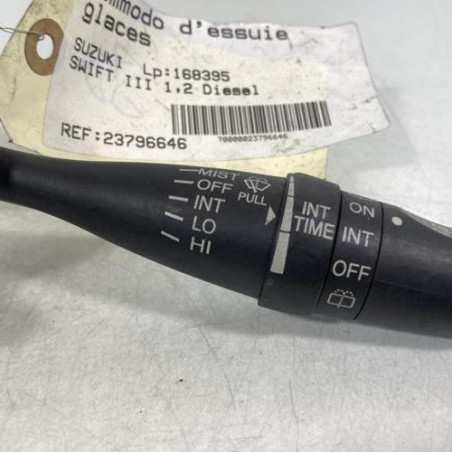 d'essuie
glaces
SUZUKI Lp:168395
SWIFT III 1,2 Diesel
REF:23796646
?0000023796646
MIST
OFF
PULL
INT
LO
HI
INT
TIME
ON
INT
OFF